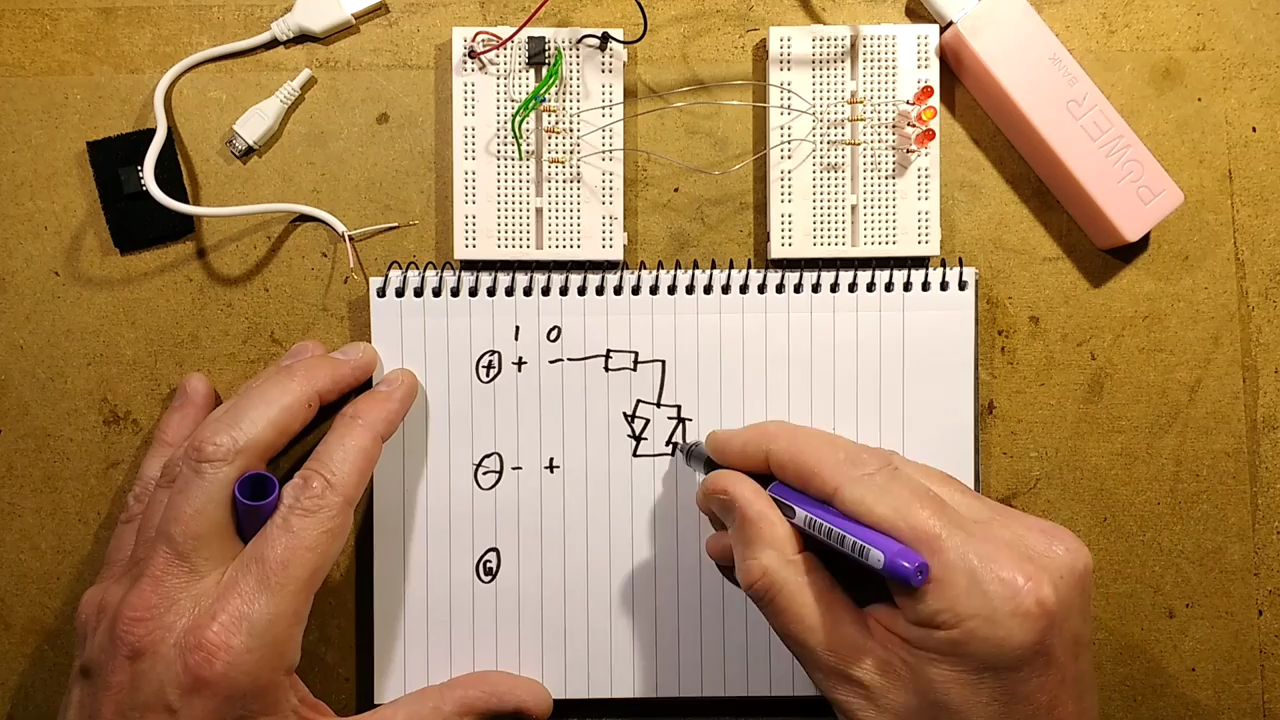 POWER BANK
1 0
+ + -
- - +
G